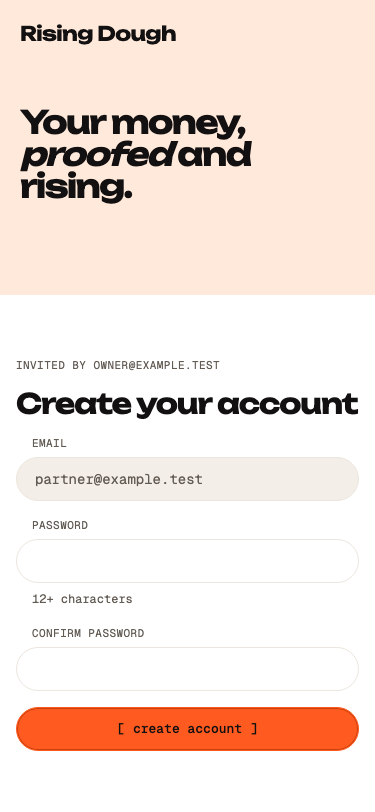 Rising Dough
Your money,
proofed and
rising.
INVITED BY OWNER@EXAMPLE.TEST
Create your account
EMAIL
partner@example.test
PASSWORD
12+ characters
CONFIRM PASSWORD
[ create account ]